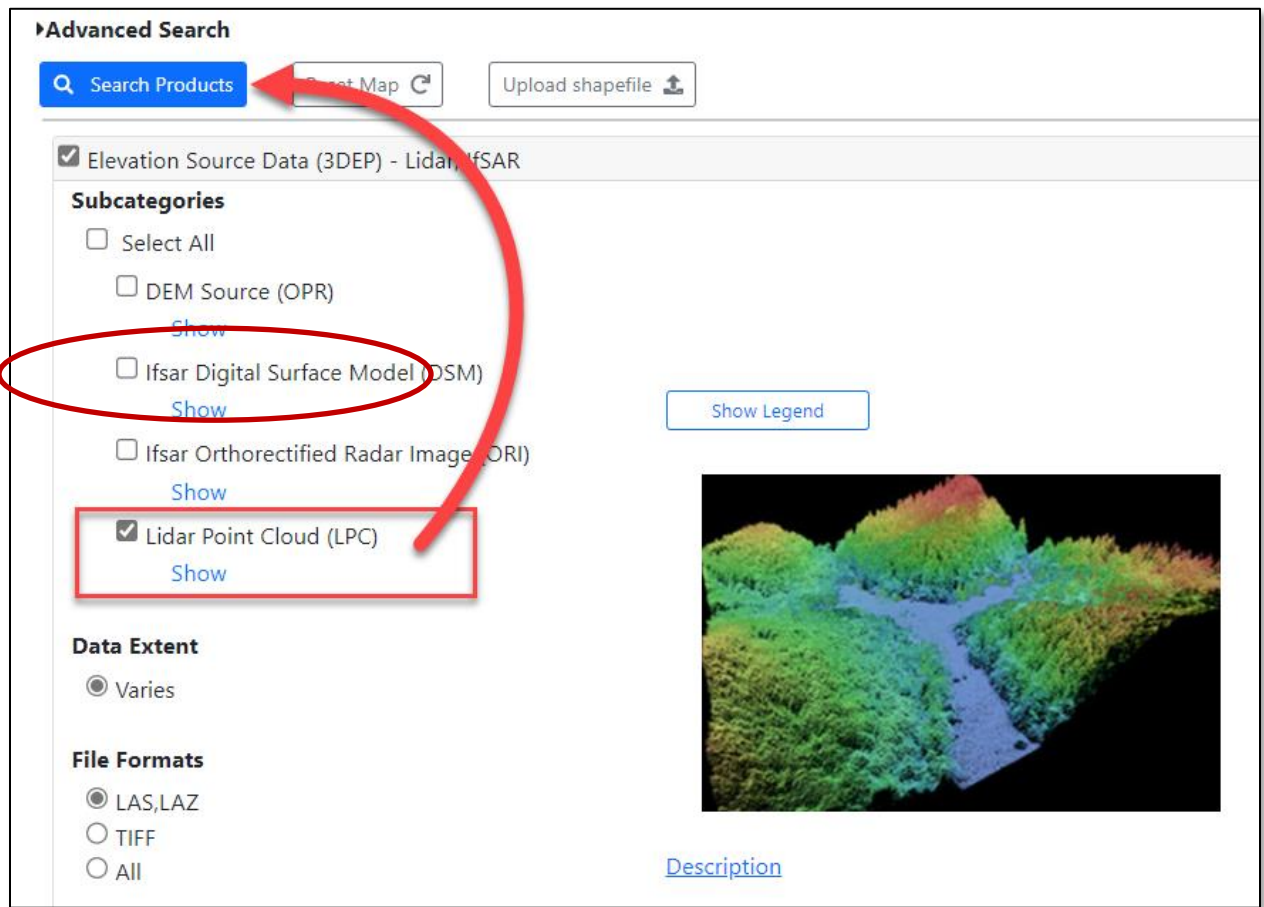 Advanced Search
Search Products
Reset Map
Upload shapefile
Elevation Source Data (3DEP) - Lidar, IfSAR
Subcategories
Select All
DEM Source (OPR)
Show
Ifsar Digital Surface Model (DSM)
Show
Show Legend
Ifsar Orthorectified Radar Image (ORI)
Show
Lidar Point Cloud (LPC)
Show
Data Extent
Varies
File Formats
LAS,LAZ
TIFF
All
Description